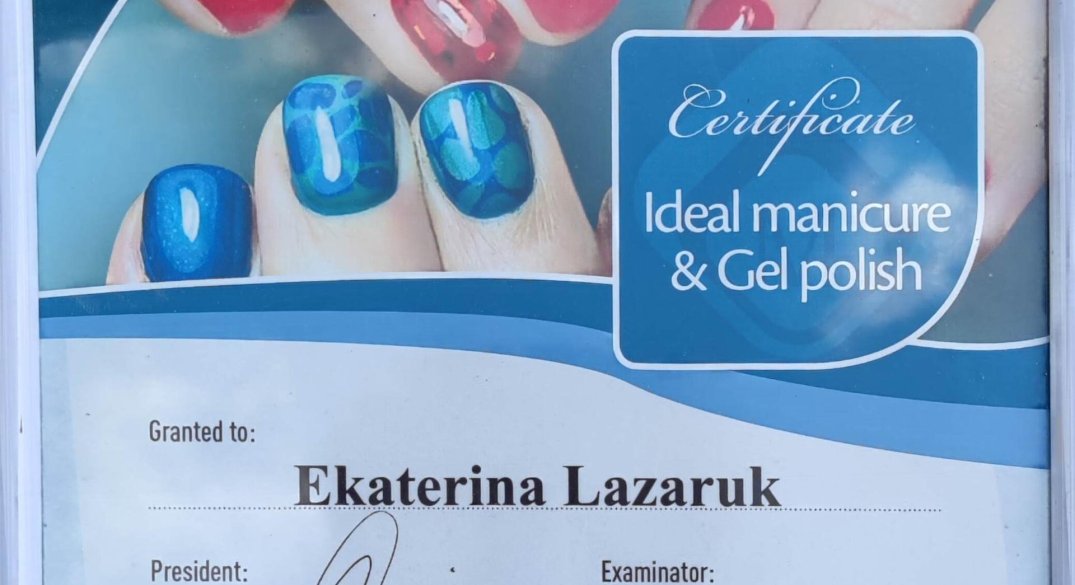 Certificate
Ideal manicure
& Gel polish
Granted to:
Ekaterina Lazaruk
President:
Examinator: